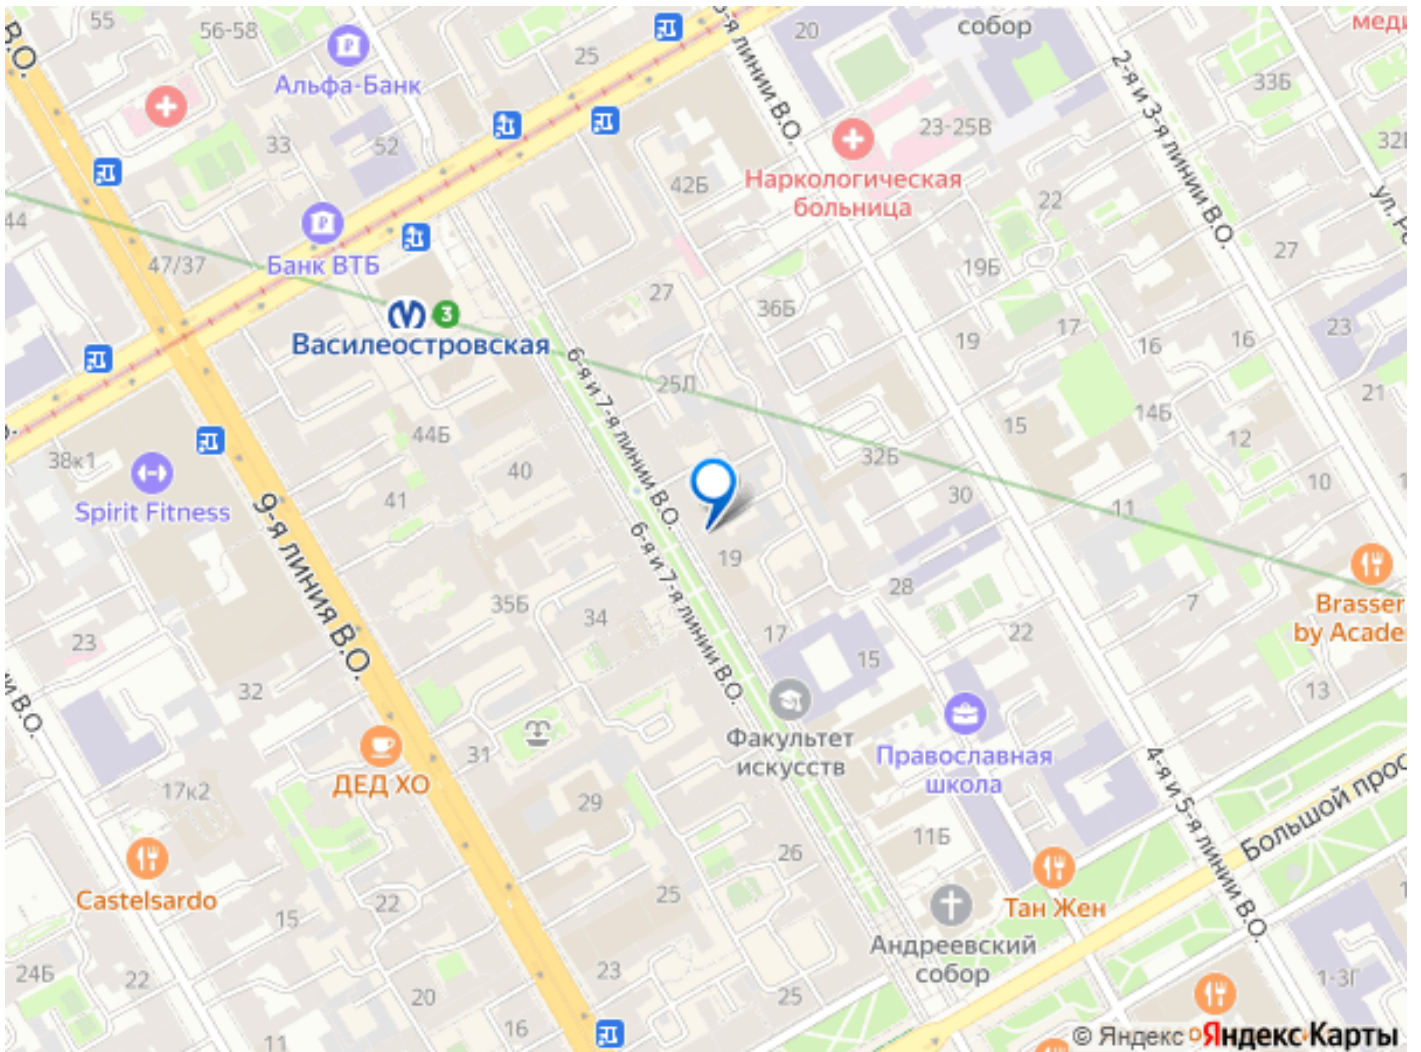 55
56-58
Альфа-Банк
25
20
собор
меди
В.О.
5-я линии В.О.
2-я и 3-я линии В.О.
33Б
33
52
23-25В
32Б
42Б
Наркологическая
больница
22
44
47/37
Банк ВТБ
27
19Б
27
36Б
3
Василеостровская
19
17
16
16
23
6-я и 7-я линии В.О.
25Л
21
44Б
15
14Б
12
38к1
40
32Б
10
Spirit Fitness
41
30
11
9-я линия В.О.
6-я и 7-я линии В.О.
19
35Б
34
28
7
Brasser
by Acade
23
17
15
22
32
13
В.О.
Факультет
искусств
Православная
школа
31
ДЕД ХО
4-я и 5-я линии В.О.
Большой прос
17к2
29
11Б
26
Castelsardo
22
25
Тан Жен
15
Андреевский
собор
24Б
22
20
23
25
1-3Г
16
11
© Яндекс Яндекс Карты